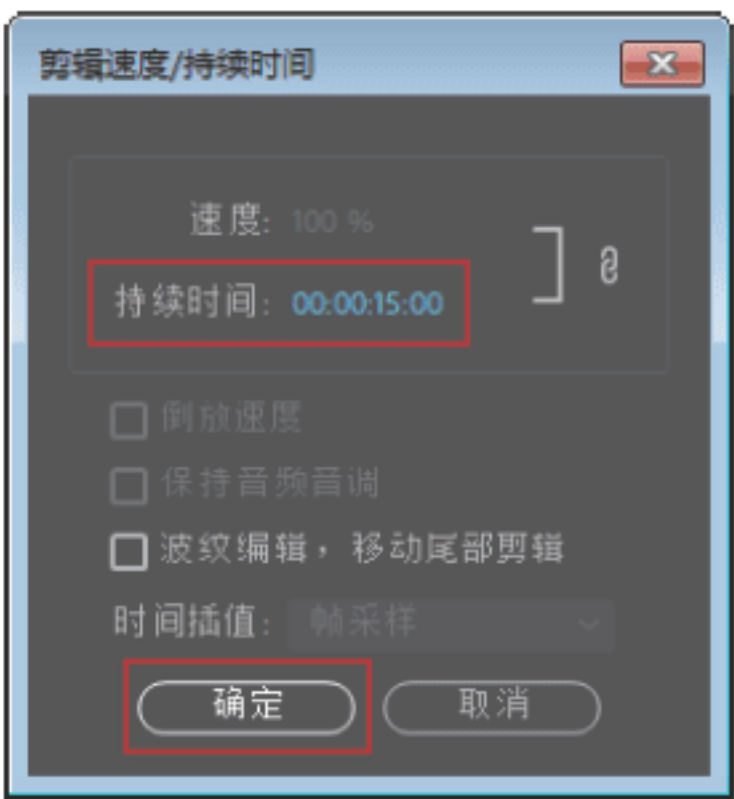 剪辑速度/持续时间
速度: 100 %
持续时间: 00:00:15:00
倒放速度
保持音频音调
波纹编辑，移动尾部剪辑
时间插值: 帧采样
确定 取消